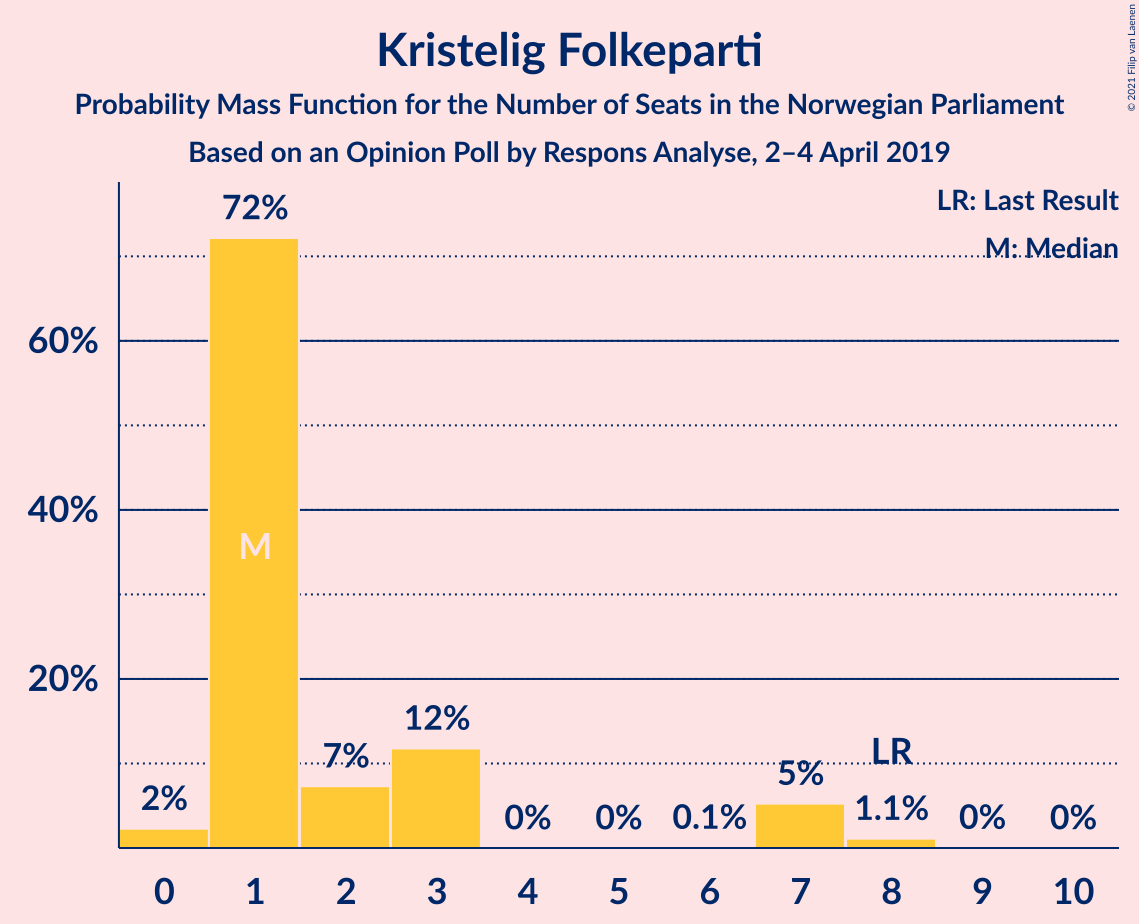 Kristelig Folkeparti
Probability Mass Function for the Number of Seats in the Norwegian Parliament
Based on an Opinion Poll by Respons Analyse, 2–4 April 2019
© 2021 Filip van Laenen
LR: Last Result
M: Median
60%
40%
20%
2%
72%
M
7%
12%
0%
0%
0.1%
5%
LR
1.1%
0%
0%
0 1 2 3 4 5 6 7 8 9 10